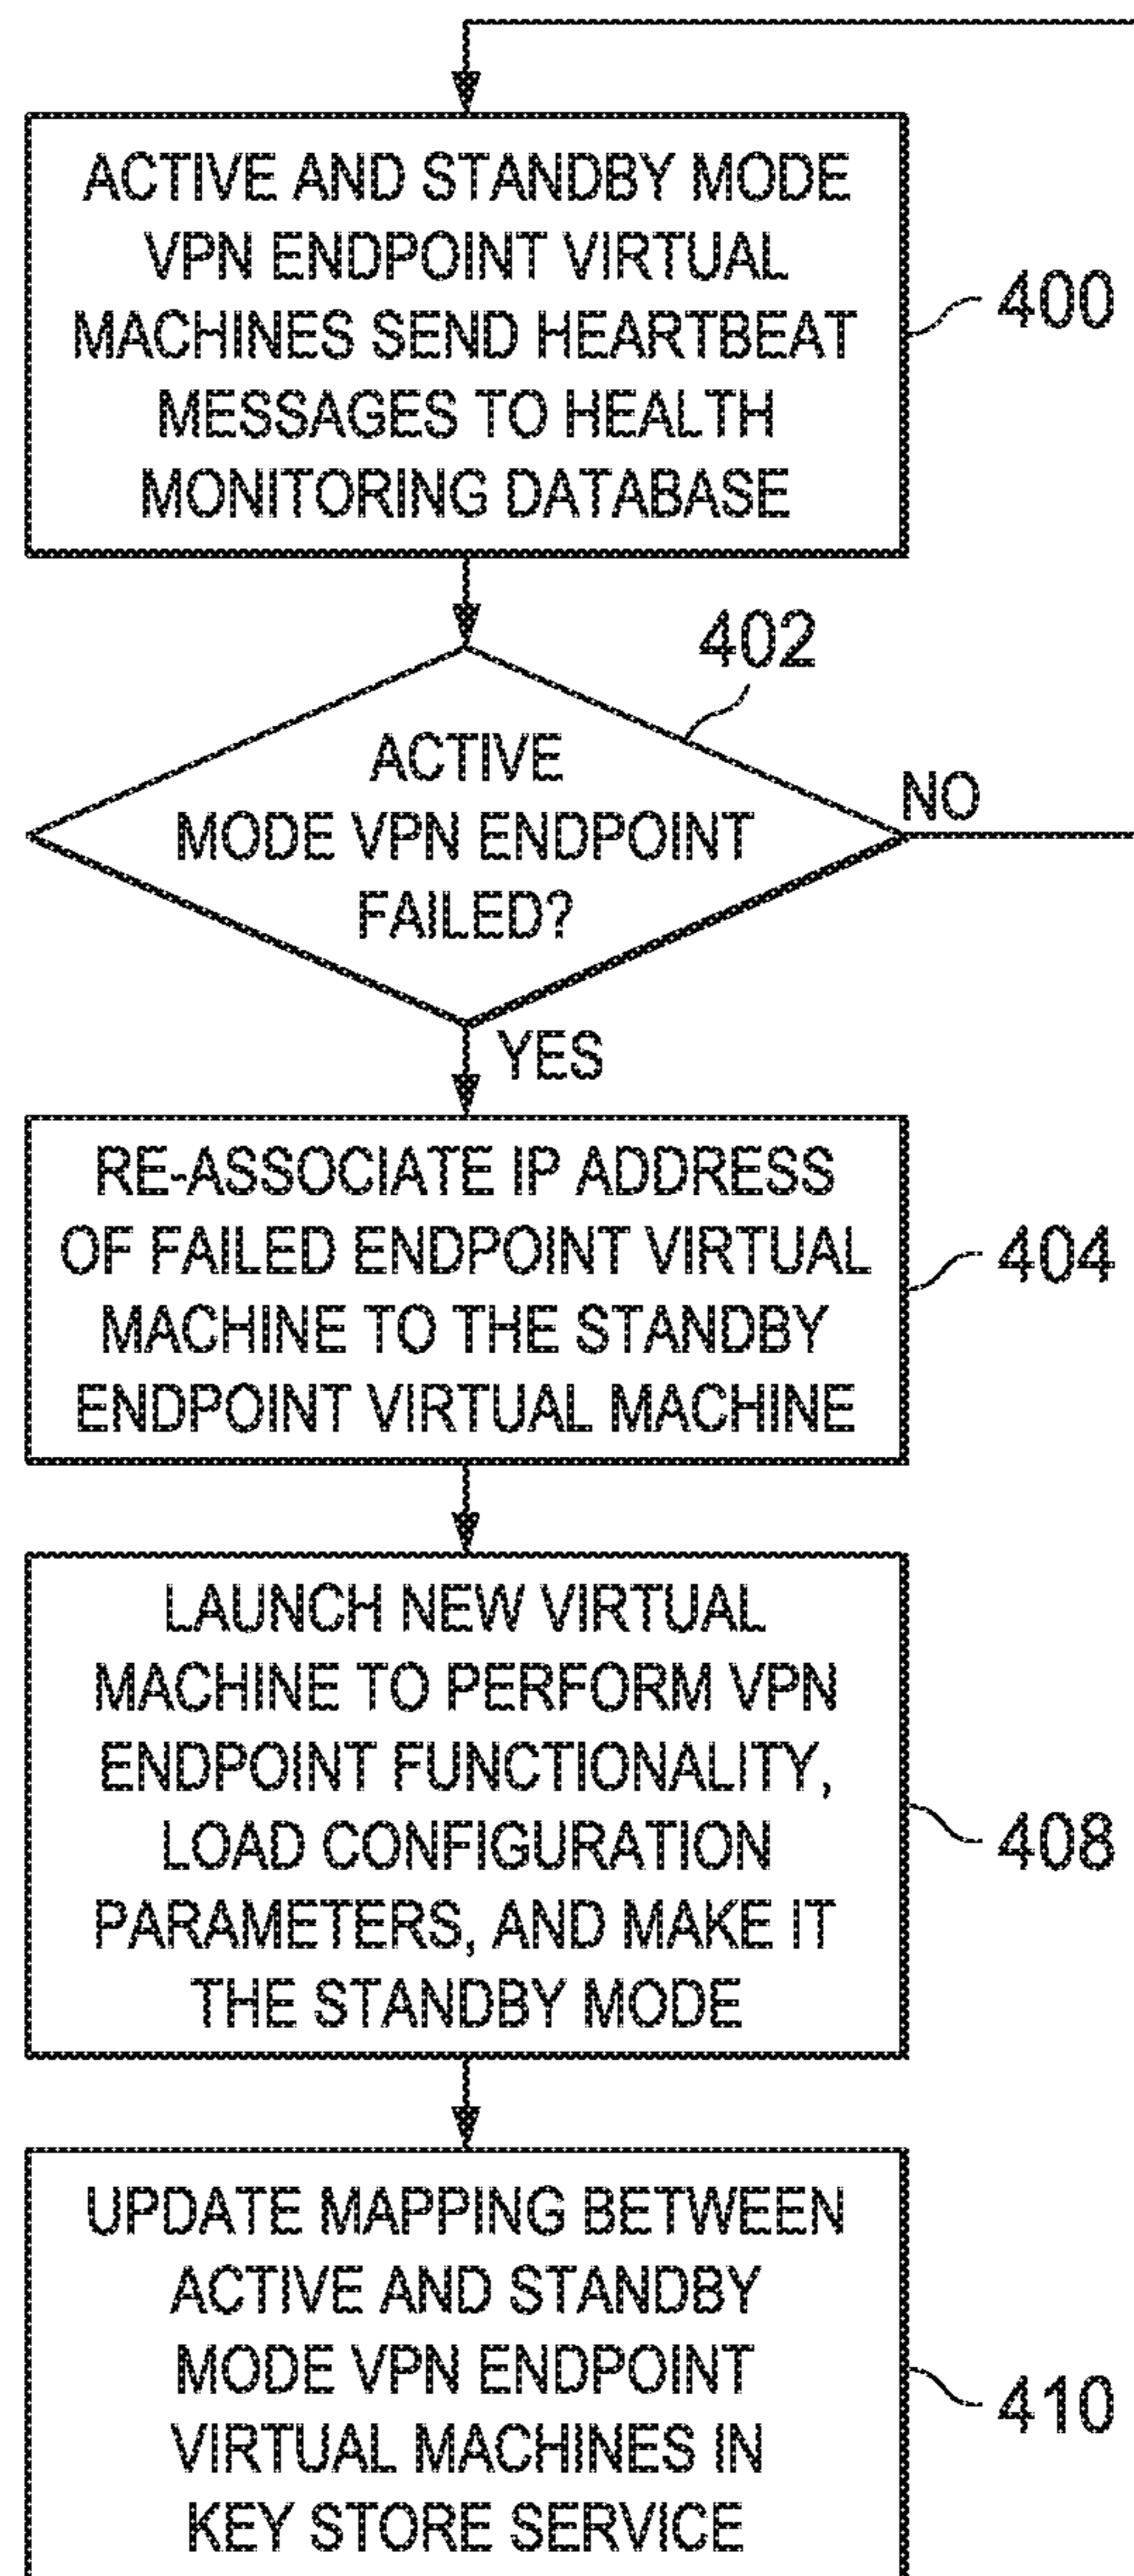 ACTIVE AND STANDBY MODE
VPN ENDPOINT VIRTUAL
MACHINES SEND HEARTBEAT
MESSAGES TO HEALTH
MONITORING DATABASE
400
402
ACTIVE
MODE VPN ENDPOINT
FAILED?
NO
YES
RE-ASSOCIATE IP ADDRESS
OF FAILED ENDPOINT VIRTUAL
MACHINE TO THE STANDBY
ENDPOINT VIRTUAL MACHINE
404
LAUNCH NEW VIRTUAL
MACHINE TO PERFORM VPN
ENDPOINT FUNCTIONALITY,
LOAD CONFIGURATION
PARAMETERS, AND MAKE IT
THE STANDBY MODE
408
UPDATE MAPPING BETWEEN
ACTIVE AND STANDBY
MODE VPN ENDPOINT
VIRTUAL MACHINES IN
KEY STORE SERVICE
410